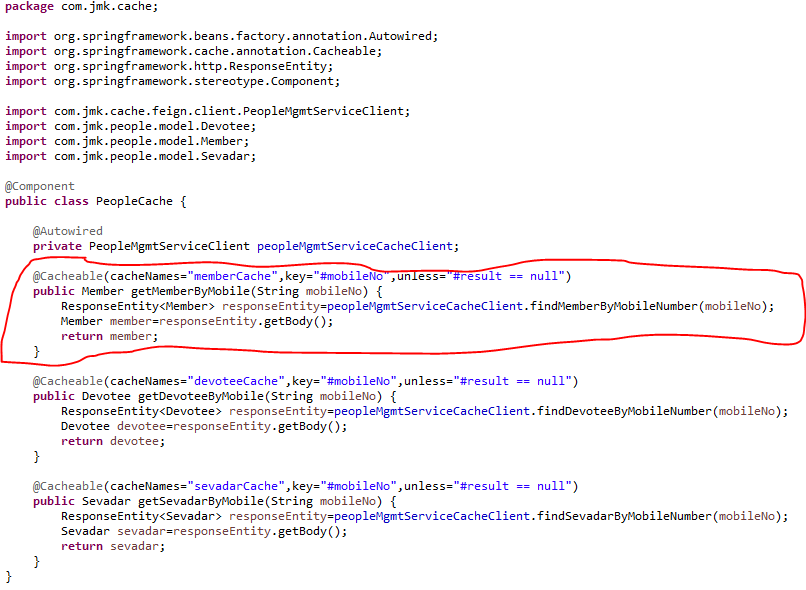 package com.jmk.cache;
import org.springframework.beans.factory.annotation.Autowired;
import org.springframework.cache.annotation.Cacheable;
import org.springframework.http.ResponseEntity;
import org.springframework.stereotype.Component;
import com.jmk.cache.feign.client.PeopleMgmtServiceClient;
import com.jmk.people.model.Devotee;
import com.jmk.people.model.Member;
import com.jmk.people.model.Sevadar;
@Component
public class PeopleCache {
@Autowired
private PeopleMgmtServiceClient peopleMgmtServiceCacheClient;
@Cacheable(cacheNames="memberCache",key="#mobileNo",unless="#result == null")
public Member getMemberByMobile(String mobileNo) {
ResponseEntity<Member> responseEntity=peopleMgmtServiceCacheClient.findMemberByMobileNumber(mobileNo);
Member member=responseEntity.getBody();
return member;
}
@Cacheable(cacheNames="devoteeCache",key="#mobileNo",unless="#result == null")
public Devotee getDevoteeByMobile(String mobileNo) {
ResponseEntity<Devotee> responseEntity=peopleMgmtServiceCacheClient.findDevoteeByMobileNumber(mobileNo);
Devotee devotee=responseEntity.getBody();
return devotee;
}
@Cacheable(cacheNames="sevadarCache",key="#mobileNo",unless="#result == null")
public Sevadar getSevadarByMobile(String mobileNo) {
ResponseEntity<Sevadar> responseEntity=peopleMgmtServiceCacheClient.findSevadarByMobileNumber(mobileNo);
Sevadar sevadar=responseEntity.getBody();
return sevadar;
}
}